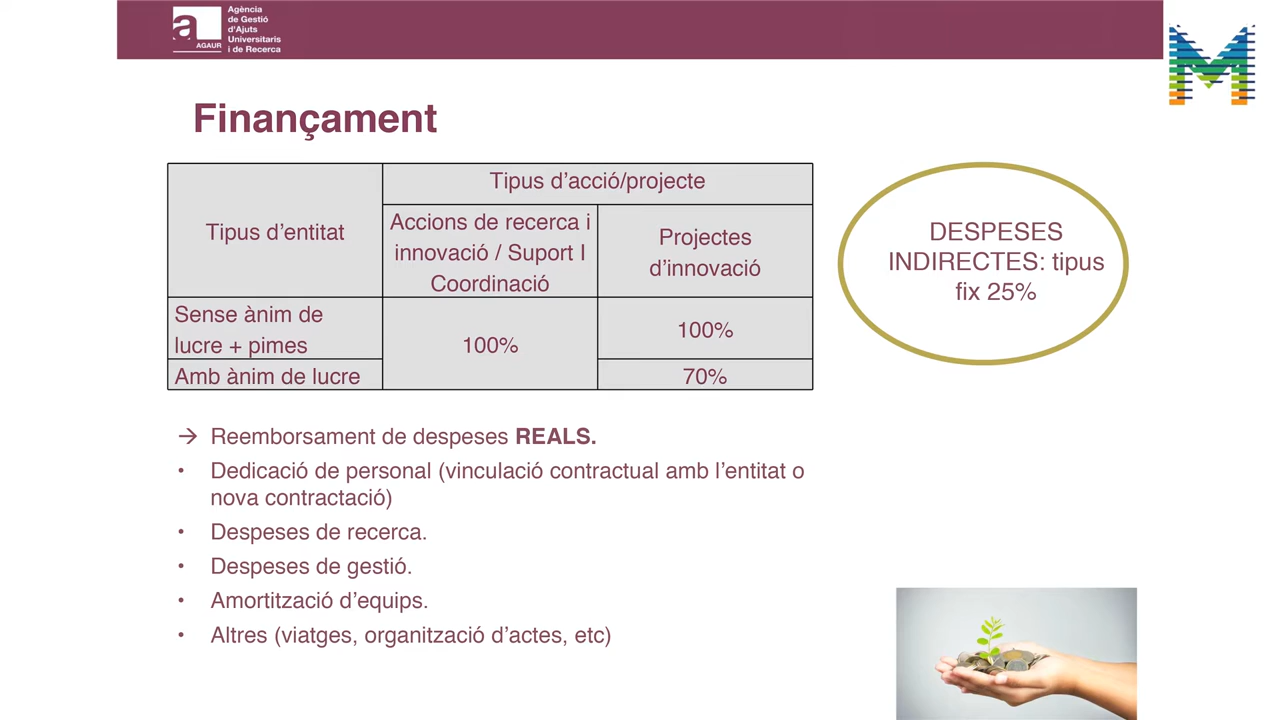 Agència
de Gestió
d'Ajuts
Universitaris
i de Recerca
a
AGAUR
M
Finançament
Tipus d'entitat
Tipus d'acció/projecte
Accions de recerca i
innovació / Suport I
Coordinació
Projectes
d'innovació
Sense ànim de
lucre + pimes
100%
100%
Amb ànim de lucre
70%
DESPESES
INDIRECTES: tipus
fix 25%
→ Reemborsament de despeses REALS.
• Dedicació de personal (vinculació contractual amb l'entitat o
nova contractació)
• Despeses de recerca.
• Despeses de gestió.
• Amortització d'equips.
• Altres (viatges, organització d'actes, etc)